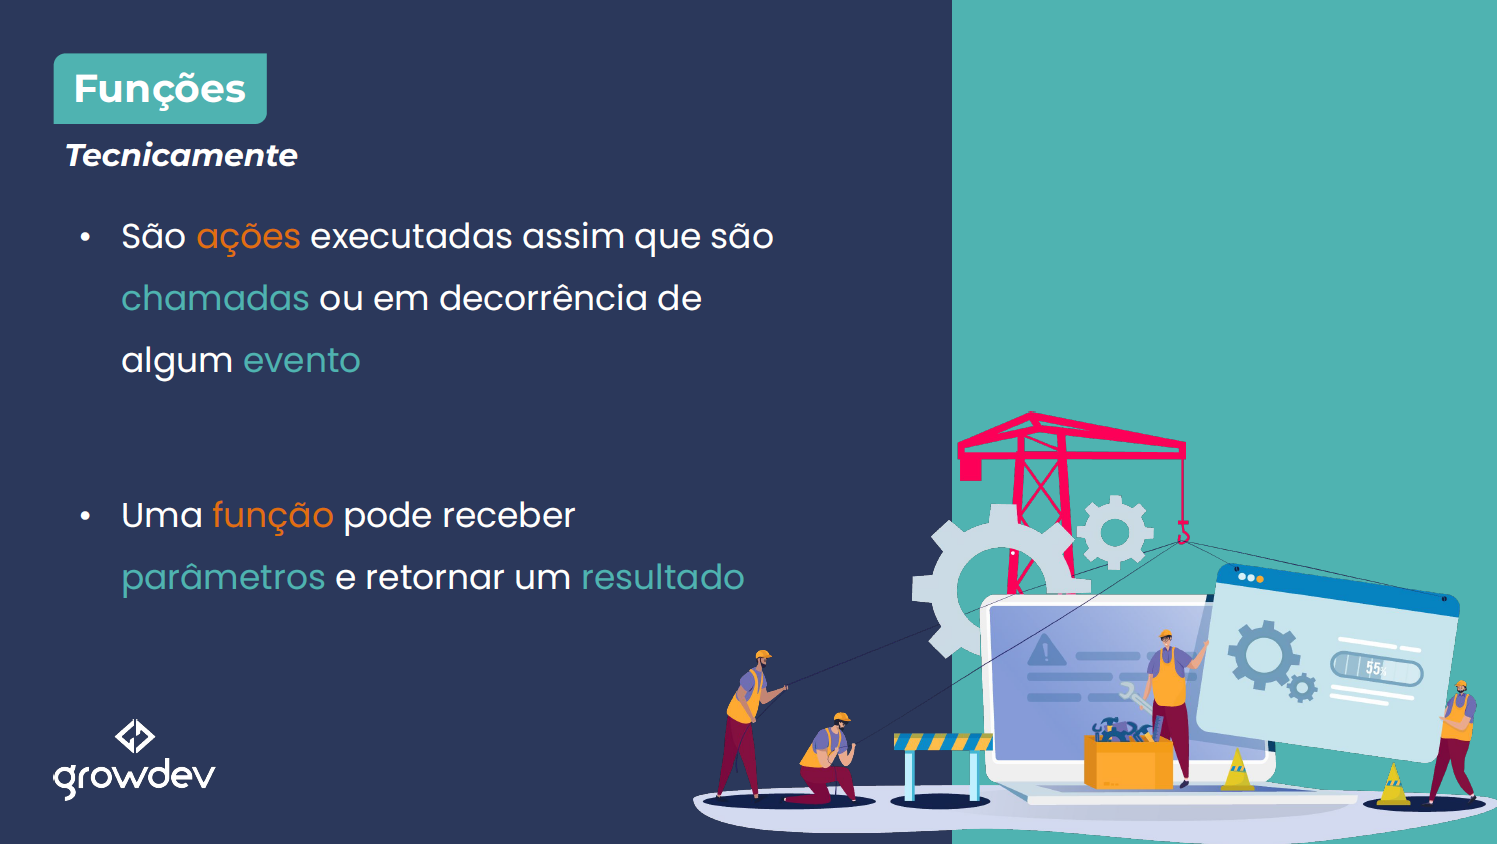 Funções
Tecnicamente
• São ações executadas assim que são
chamadas ou em decorrência de
algum evento
• Uma função pode receber
parâmetros e retornar um resultado
55%
growdev